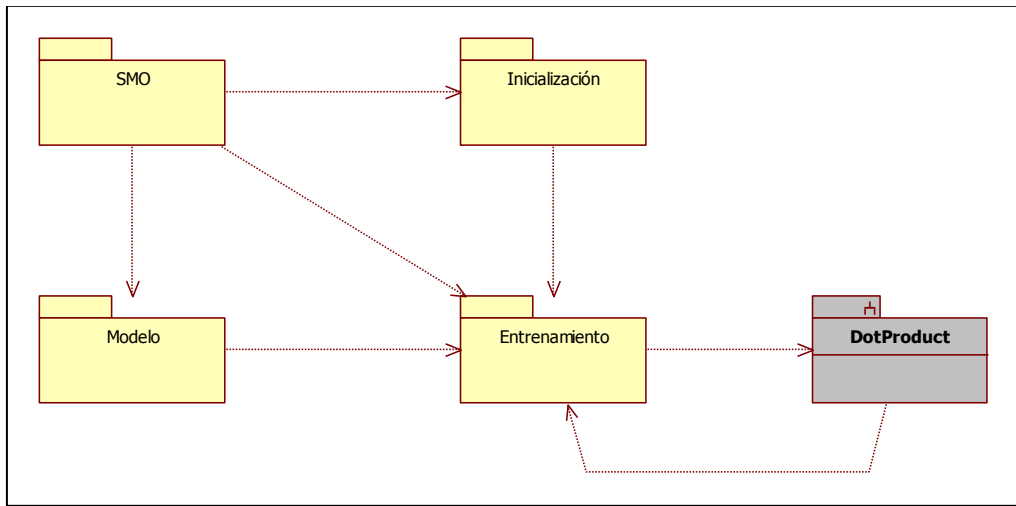 SMO
Inicialización
Modelo
Entrenamiento
DotProduct